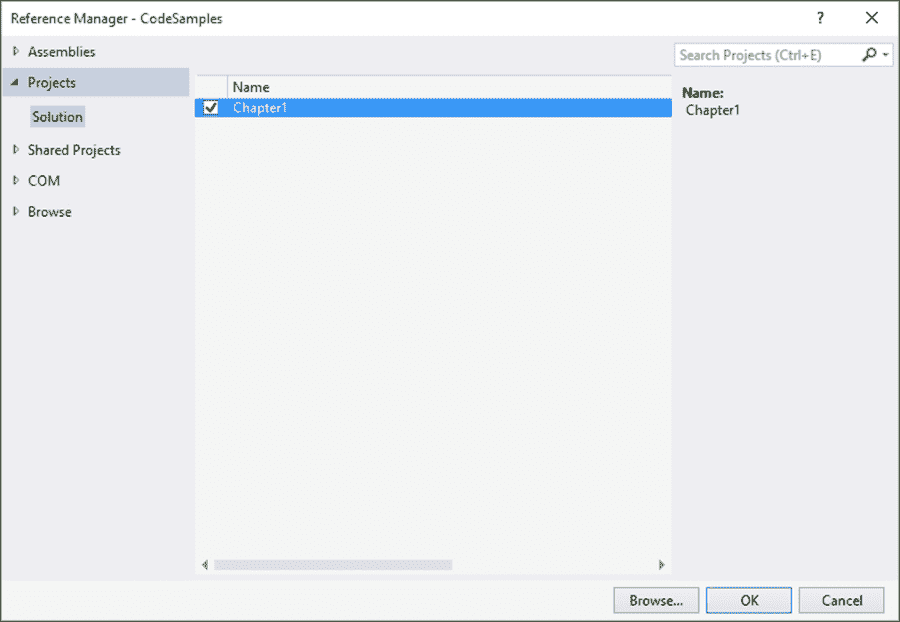 Reference Manager - CodeSamples
?
Assemblies
Projects
Solution
Shared Projects
COM
Browse
Name
Chapter1
Search Projects (Ctrl+E)
Name:
Chapter1
Browse...
OK
Cancel